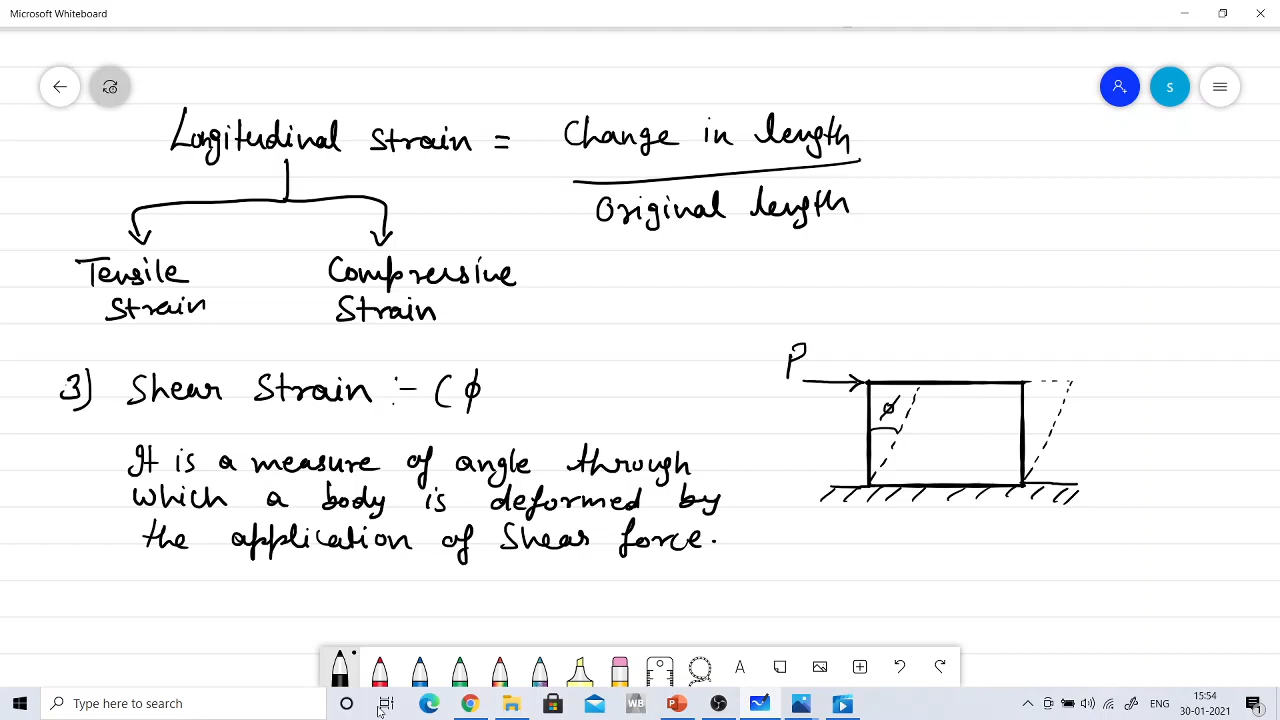 Microsoft Whiteboard
S
Longitudinal Strain = Change in length
Original length
Tensile Strain
Compressive Strain
P
3) Shear Strain :- ( ϕ
ϕ
It is a measure of angle through
which a body is deformed by
the application of Shear force.
A
Type here to search
WB
ENG
15:54
30-01-2021
1